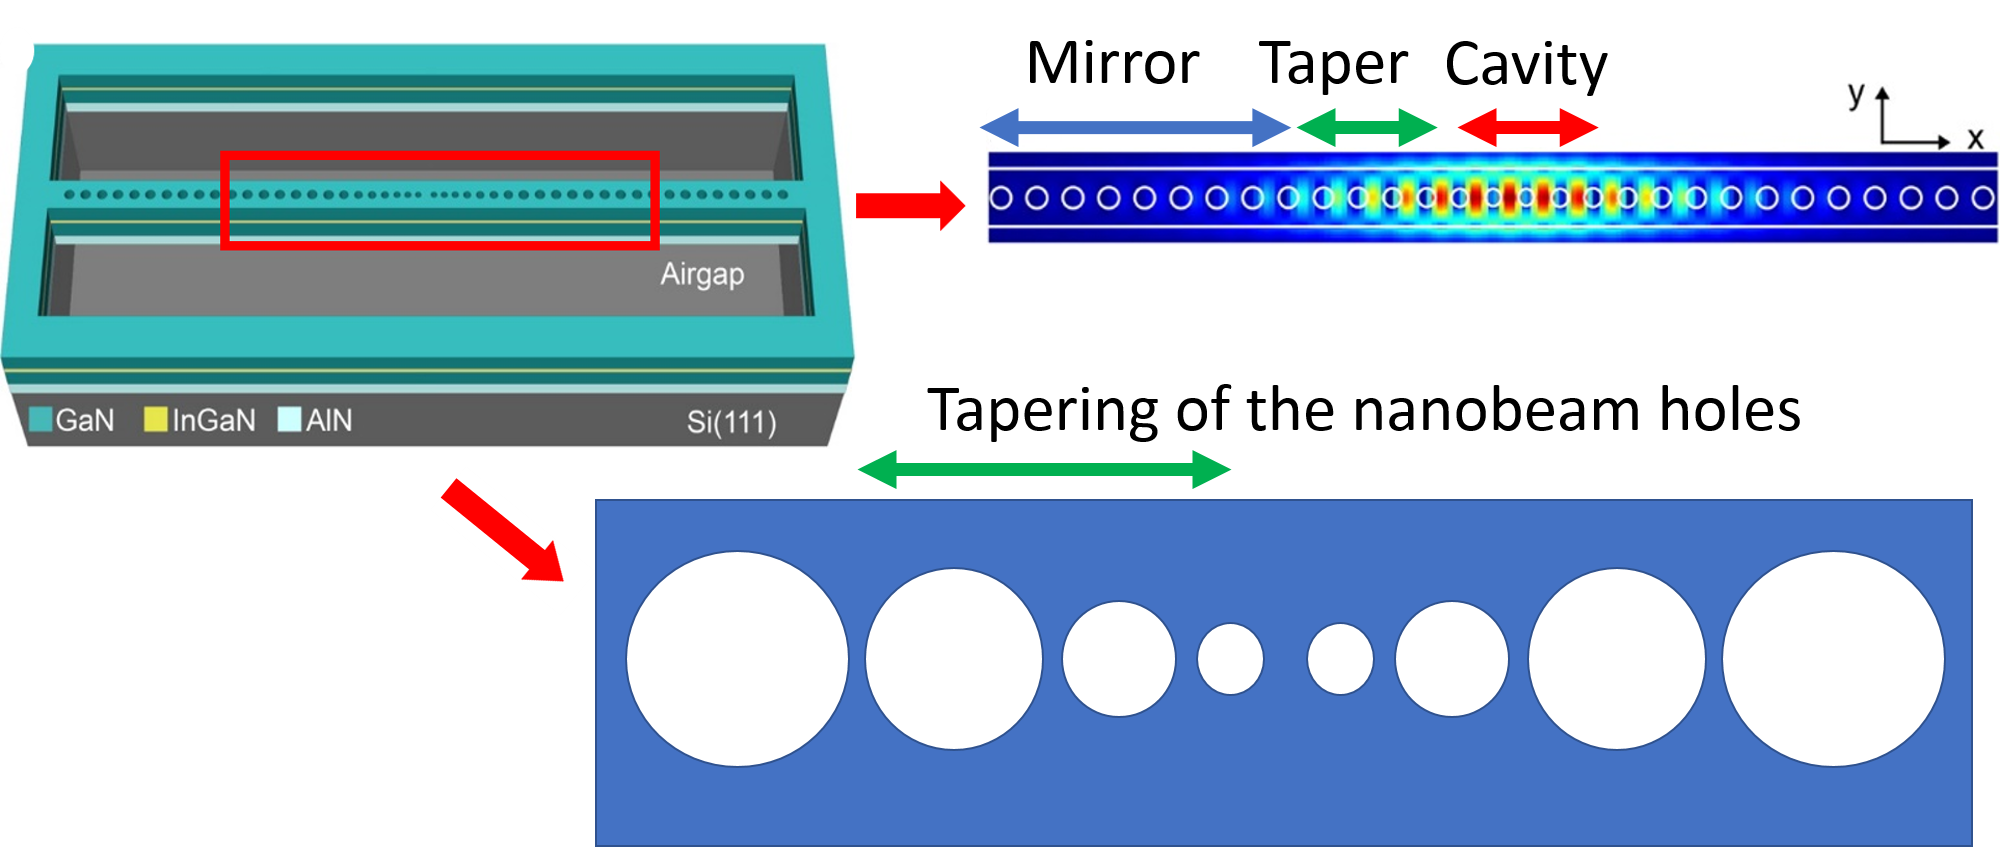 Mirror Taper Cavity
y
x
Airgap
GaN InGaN AlN Si(111)
Tapering of the nanobeam holes